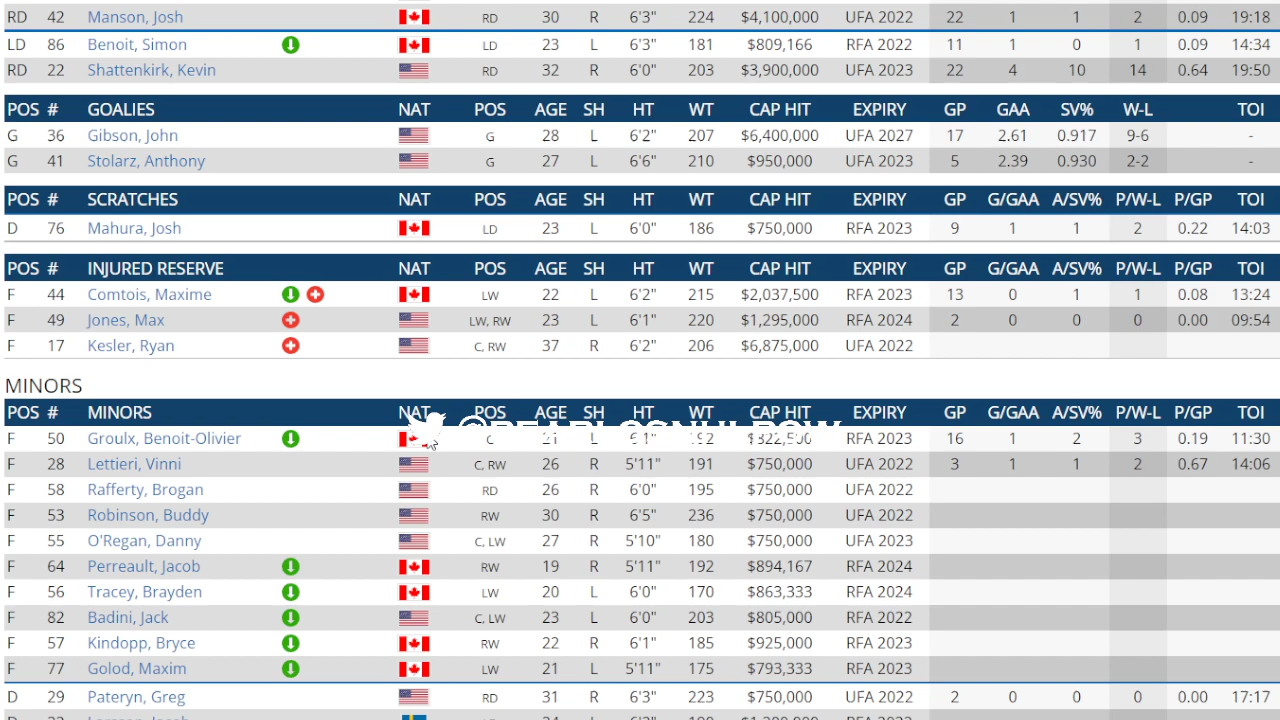 RD 42 Manson, Josh RD 30 R 6'3" 224 $4,100,000 UFA 2022 22 1 1 2 0.09 19:18
LD 86 Benoit, Simon LD 23 L 6'3" 181 $809,166 RFA 2022 11 1 0 1 0.09 14:34
RD 22 Shattenkirk, Kevin RD 32 R 6'0" 203 $3,900,000 UFA 2023 22 4 10 14 0.64 19:50
POS # GOALIES NAT POS AGE SH HT WT CAP HIT EXPIRY GP GAA SV% W-L TOI
G 36 Gibson, John G 28 L 6'2" 207 $6,400,000 UFA 2027 17 2.61 0.917 9-6 -
G 41 Stolarz, Anthony G 27 L 6'6" 210 $950,000 UFA 2023 5 2.39 0.930 2-2 -
POS # SCRATCHES NAT POS AGE SH HT WT CAP HIT EXPIRY GP G/GAA A/SV% P/W-L P/GP TOI
D 76 Mahura, Josh LD 23 L 6'0" 186 $750,000 RFA 2023 9 1 1 2 0.22 14:03
POS # INJURED RESERVE NAT POS AGE SH HT WT CAP HIT EXPIRY GP G/GAA A/SV% P/W-L P/GP TOI
F 44 Comtois, Maxime LW 22 L 6'2" 215 $2,037,500 RFA 2023 13 0 1 1 0.08 13:24
F 49 Jones, Max LW, RW 23 L 6'1" 220 $1,295,000 RFA 2024 2 0 0 0 0.00 09:54
F 17 Kesler, Ryan C, RW 37 R 6'2" 206 $6,875,000 UFA 2022
MINORS
POS # MINORS NAT POS AGE SH HT WT CAP HIT EXPIRY GP G/GAA A/SV% P/W-L P/GP TOI
F 50 Groulx, Benoit-Olivier C 21 L 6'1" RFA 2023 16 1 2 3 0.19 11:30
F 28 Lettieri, Vinni C, RW 26 R 5'11" 191 $750,000 UFA 2022 3 1 1 2 0.67 14:06
F 58 Rafferty, Brogan RD 26 R 6'0" 195 $750,000 UFA 2022
F 53 Robinson, Buddy RW 30 R 6'5" 236 $750,000 UFA 2022
F 55 O'Regan, Danny C, LW 27 L 5'10" 180 $750,000 UFA 2023
F 64 Perreault, Jacob RW 19 R 5'11" 192 $894,167 RFA 2024
F 56 Tracey, Brayden LW 20 L 6'0" 170 $863,333 RFA 2024
F 82 Badini, Jack C, LW 23 L 6'0" 203 $805,000 RFA 2022
F 57 Kindopp, Bryce RW 22 R 6'1" 185 $925,000 RFA 2023
F 77 Golod, Maxim LW 21 L 5'11" 175 $793,333 RFA 2024
D 29 Pateryn, Greg RD 31 R 6'3" 223 $750,000 UFA 2022 2 0 0 0 0.00 17:17